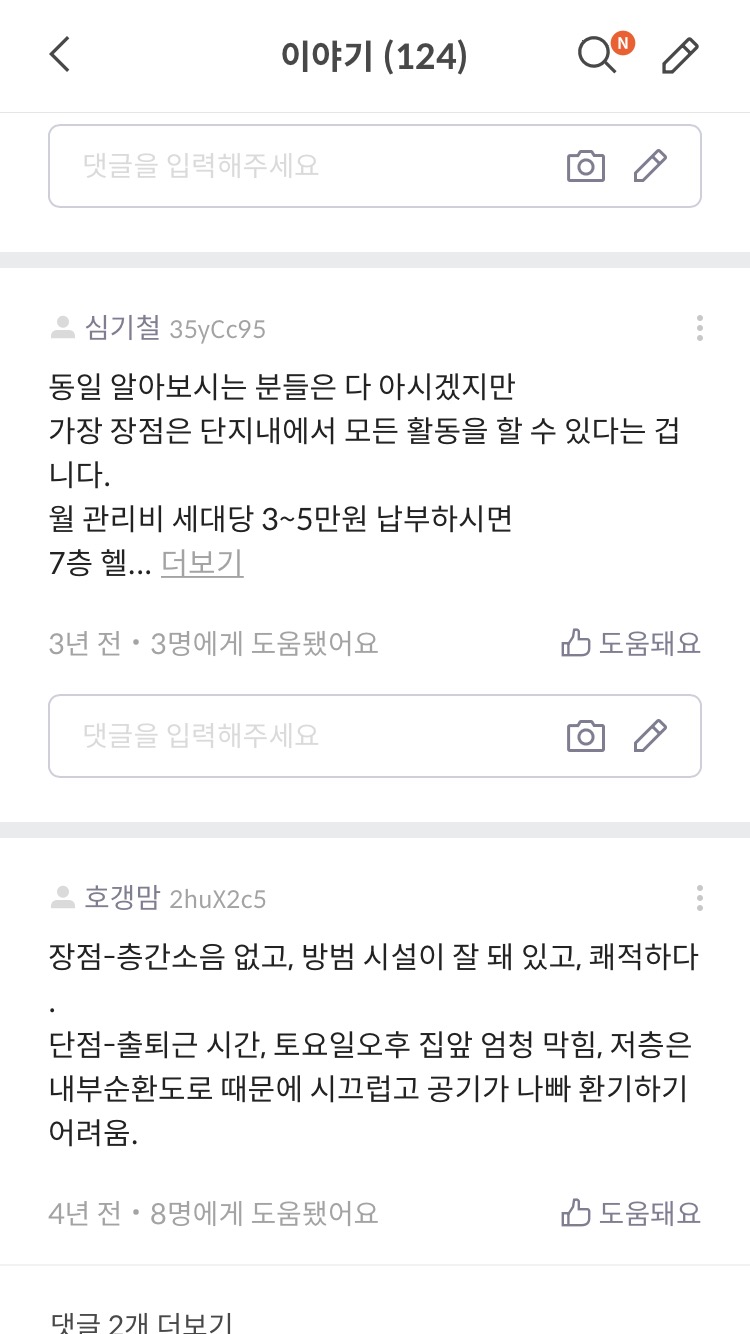 이야기 (124)
N
댓글을 입력해주세요
심기철 35yCc95
동일 알아보시는 분들은 다 아시겠지만
가장 장점은 단지내에서 모든 활동을 할 수 있다는 겁
니다.
월 관리비 세대당 3~5만원 납부하시면
7층 헬... 더보기
3년 전 • 3명에게 도움됐어요
도움돼요
댓글을 입력해주세요
호갱맘 2huX2c5
장점-층간소음 없고, 방범 시설이 잘 돼 있고, 쾌적하다
.
단점-출퇴근 시간, 토요일오후 집앞 엄청 막힘, 저층은
내부순환도로 때문에 시끄럽고 공기가 나빠 환기하기
어려움.
4년 전 • 8명에게 도움됐어요
도움돼요
댓글 2개 더보기